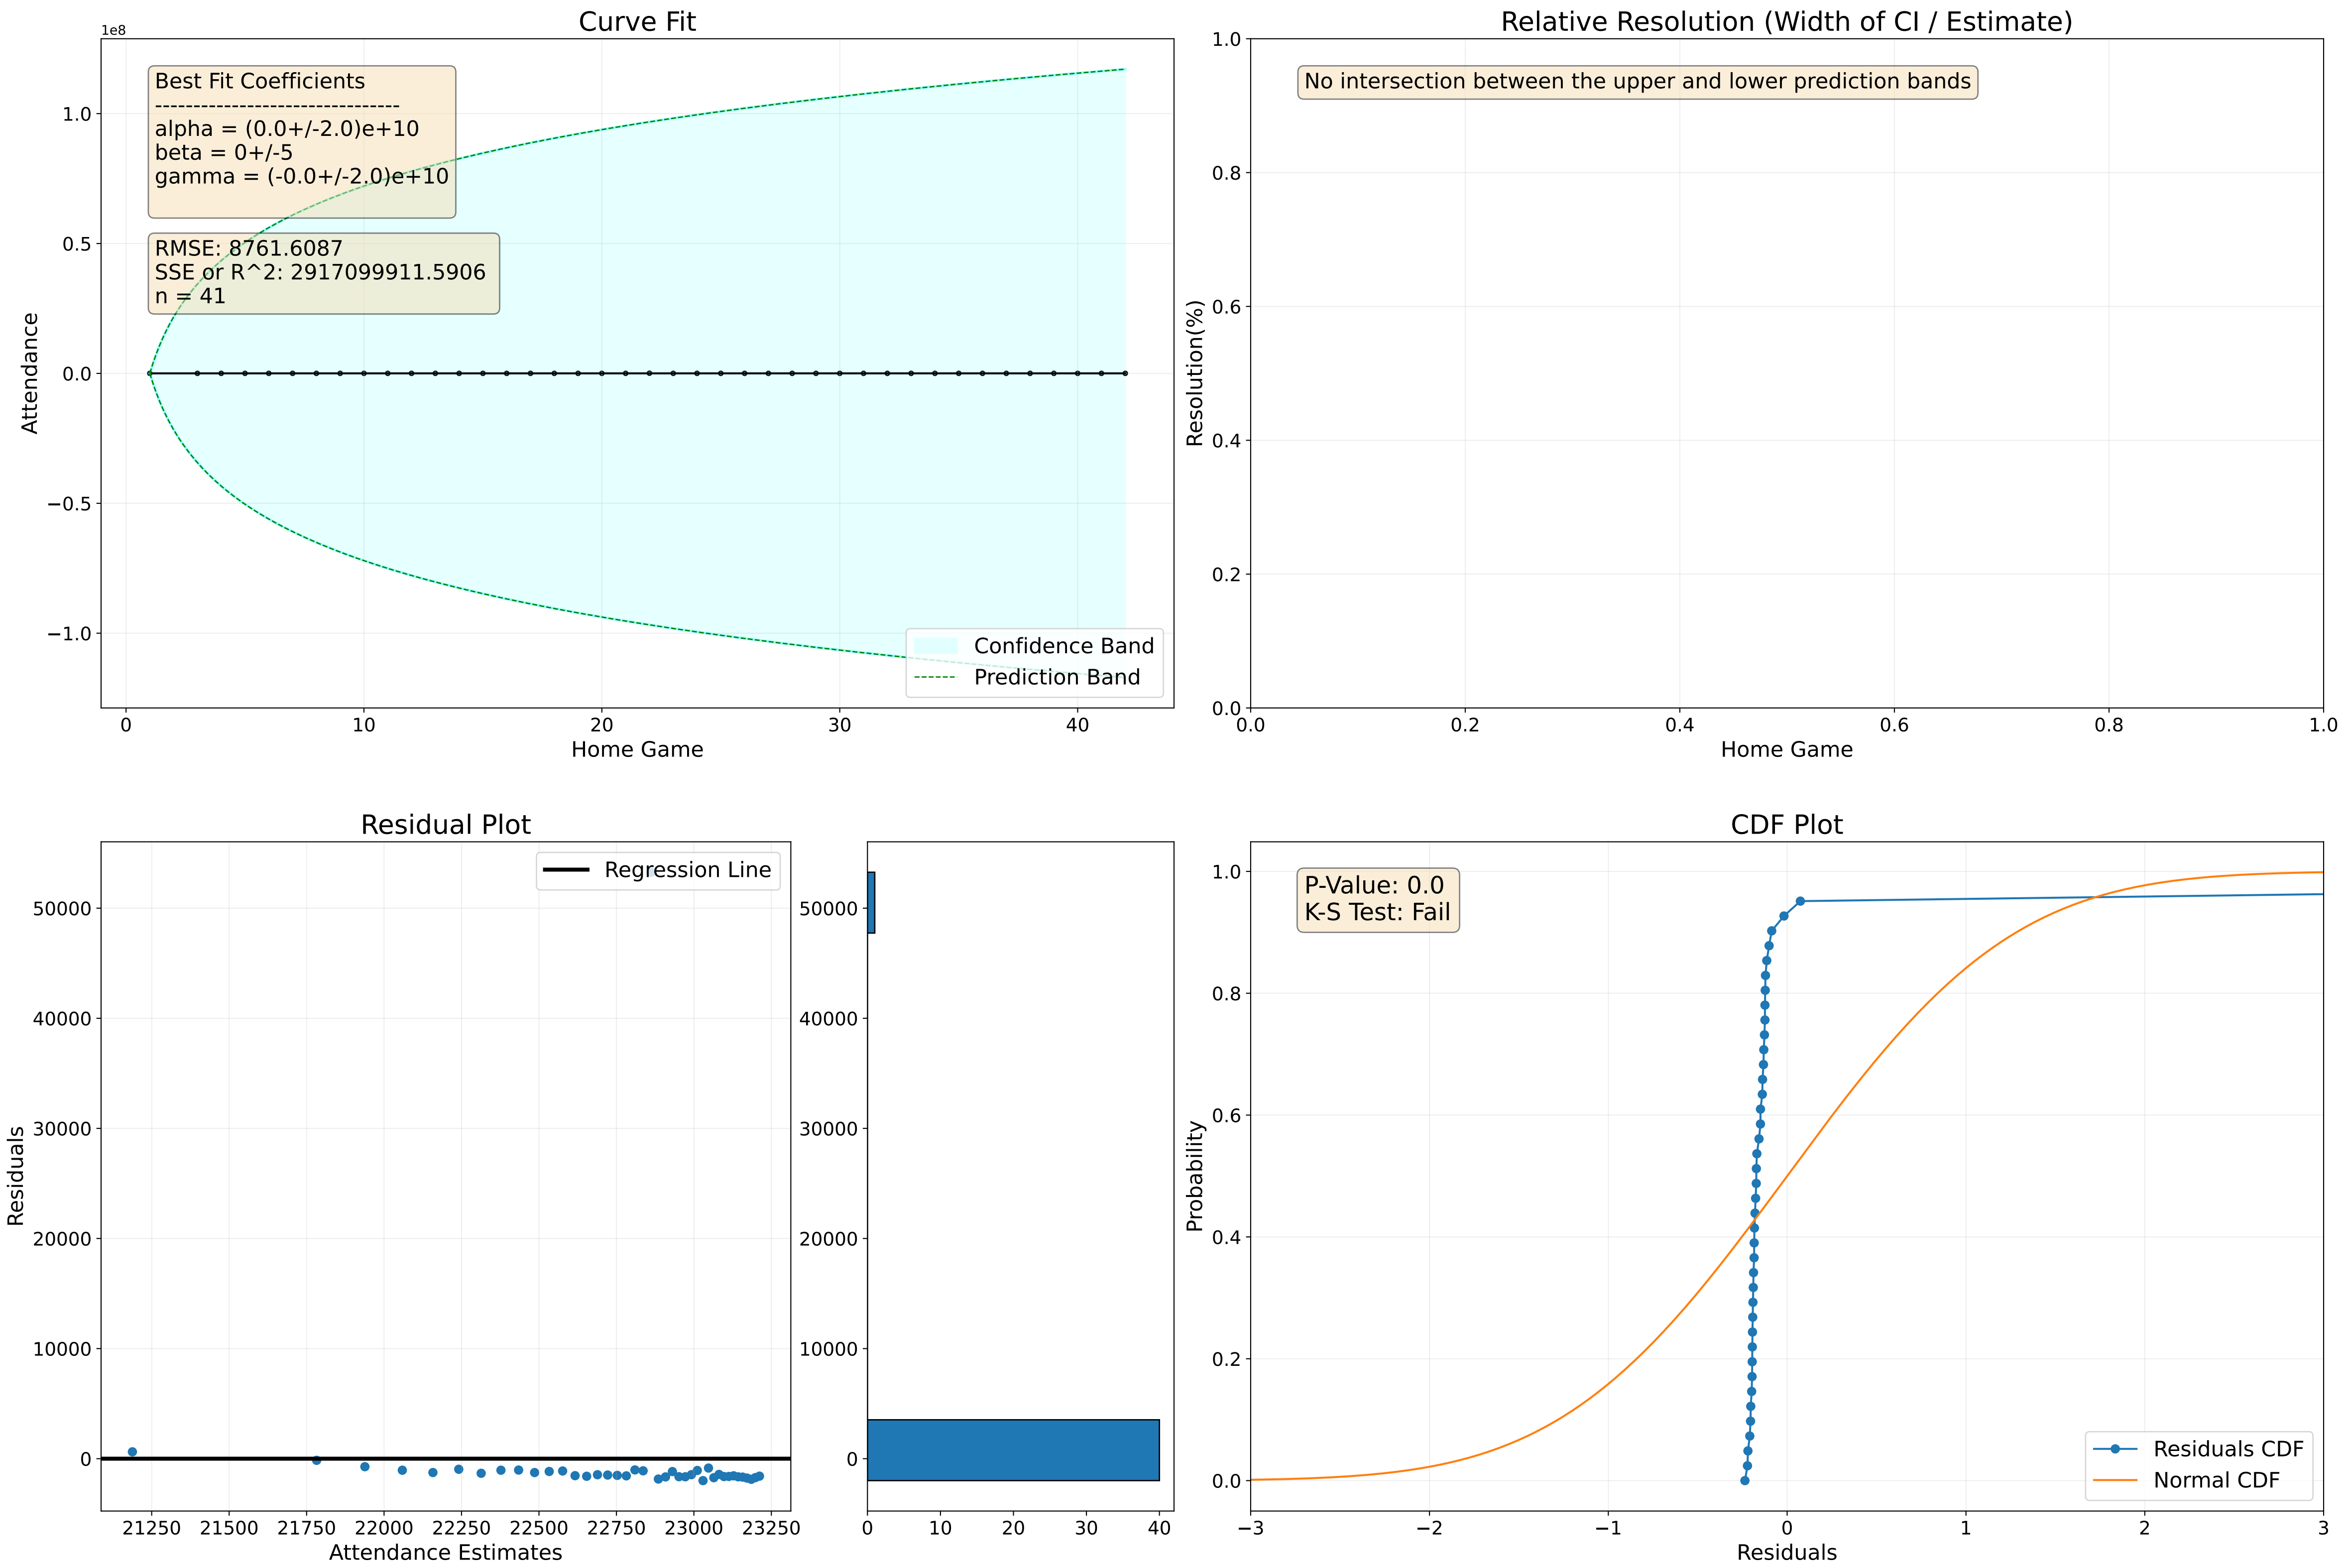 Curve Fit
1e8
Best Fit Coefficients
--------------------------------
alpha = (0.0+/-2.0)e+10
beta = 0+/-5
gamma = (-0.0+/-2.0)e+10
RMSE: 8761.6087
SSE or R^2: 2917099911.5906
n = 41
1.0
0.5
0.0
−0.5
−1.0
Attendance
0 10 20 30 40
Home Game
Confidence Band
Prediction Band
Relative Resolution (Width of CI / Estimate)
No intersection between the upper and lower prediction bands
1.0
0.8
0.6
0.4
0.2
0.0
Resolution(%)
0.0 0.2 0.4 0.6 0.8 1.0
Home Game
Residual Plot
Regression Line
50000
40000
30000
20000
10000
0
Residuals
21250 21500 21750 22000 22250 22500 22750 23000 23250
Attendance Estimates
50000
40000
30000
20000
10000
0
0 10 20 30 40
CDF Plot
P-Value: 0.0
K-S Test: Fail
1.0
0.8
0.6
0.4
0.2
0.0
Probability
−3 −2 −1 0 1 2 3
Residuals
Residuals CDF
Normal CDF